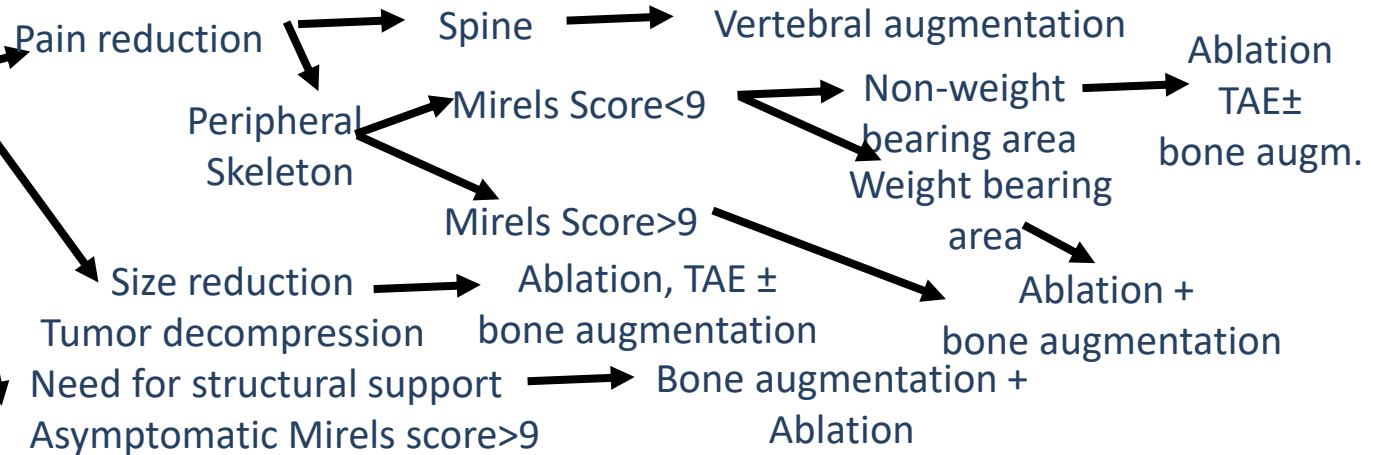 Pain reduction
Spine
Vertebral augmentation
Peripheral
Skeleton
Mirels Score<9
Non-weight
bearing area
Ablation
TAE±
bone augm.
Weight bearing
area
Mirels Score>9
Ablation +
bone augmentation
Size reduction
Tumor decompression
Ablation, TAE ±
bone augmentation
Need for structural support
Asymptomatic Mirels score>9
Bone augmentation +
Ablation